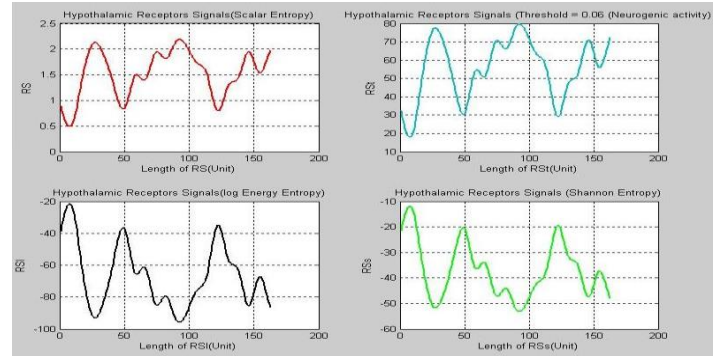 Hypothalamic Receptors Signals(Scalar Entropy)
2.5
2
1.5
1
0.5
0
RS
0 50 100 150 200
Length of RS(Unit)
Hypothalamic Receptors Signals (Threshold = 0.06 (Neurogenic activity)
80
70
60
50
40
30
20
10
RSt
0 50 100 150 200
Length of RSt(Unit)
Hypothalamic Receptors Signals(log Energy Entropy)
-20
-40
-60
-80
-100
RSl
0 50 100 150 200
Length of RSl(Unit)
Hypothalamic Receptors Signals (Shannon Entropy)
-10
-20
-30
-40
-50
-60
RSs
0 50 100 150 200
Length of RSs(Unit)